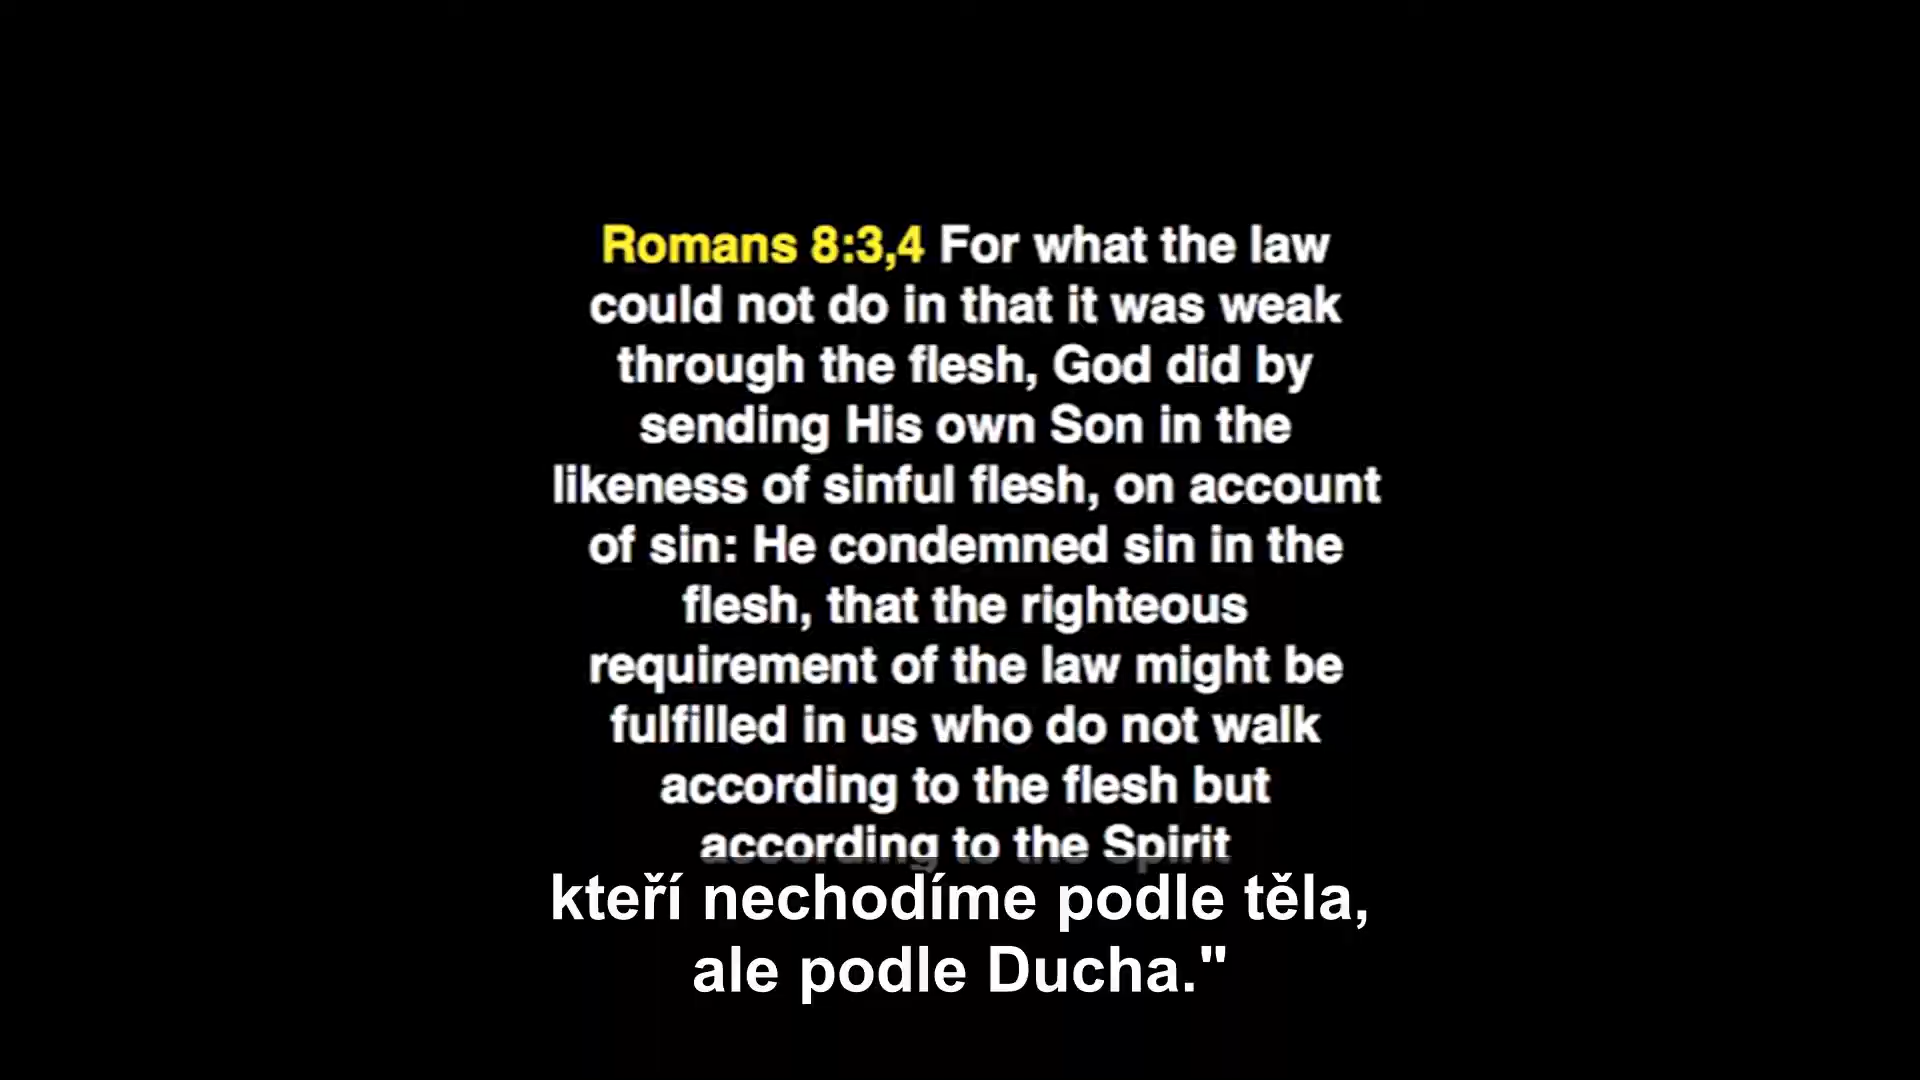 Romans 8:3,4 For what the law
could not do in that it was weak
through the flesh, God did by
sending His own Son in the
likeness of sinful flesh, on account
of sin: He condemned sin in the
flesh, that the righteous
requirement of the law might be
fulfilled in us who do not walk
according to the flesh but
according to the Spirit
kteří nechodíme podle těla,
ale podle Ducha."